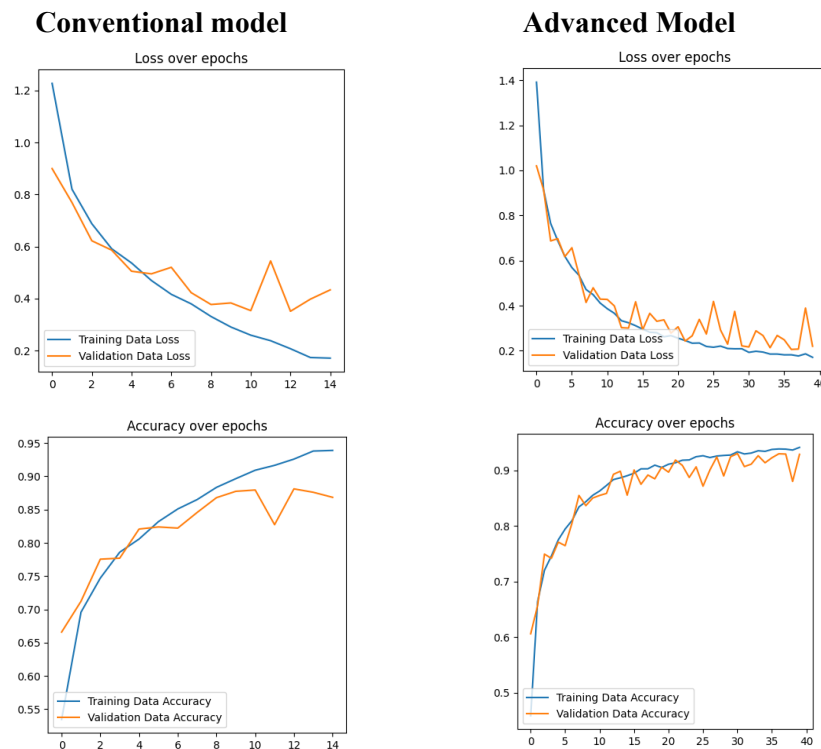 Conventional model
Advanced Model
Loss over epochs
1.2
1.0
0.8
0.6
0.4
0.2
Training Data Loss
Validation Data Loss
0 2 4 6 8 10 12 14
Loss over epochs
1.4
1.2
1.0
0.8
0.6
0.4
0.2
Training Data Loss
Validation Data Loss
0 5 10 15 20 25 30 35 40
Accuracy over epochs
0.95
0.90
0.85
0.80
0.75
0.70
0.65
0.60
0.55
Training Data Accuracy
Validation Data Accuracy
0 2 4 6 8 10 12 14
Accuracy over epochs
0.9
0.8
0.7
0.6
0.5
Training Data Accuracy
Validation Data Accuracy
0 5 10 15 20 25 30 35 40